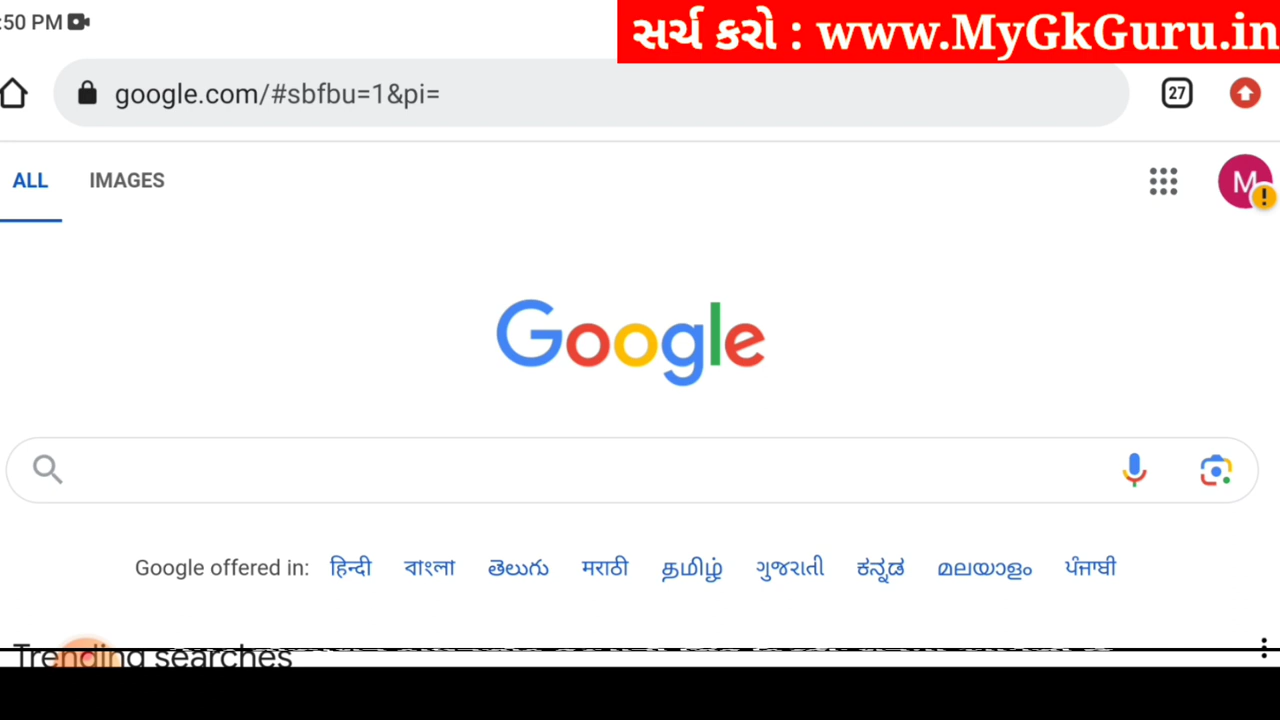 :50 PM
સર્ચ કરો : www.MyGkGuru.in
google.com/#sbfbu=1&pi=
27
ALL IMAGES
M
Google
Google offered in: हिन्दी বাংলা తెలుగు मराठी தமிழ் ગુજરાતી ಕನ್ನಡ മലയാളം ਪੰਜਾਬੀ
Trending searches